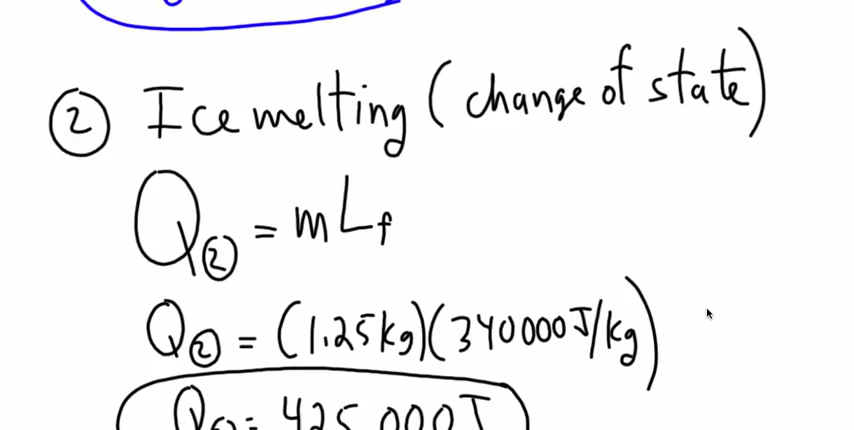 ② Ice melting (change of state)
Q② = mLf
Q② = (1.25kg)(340000J/kg)
Q② = 425 000J